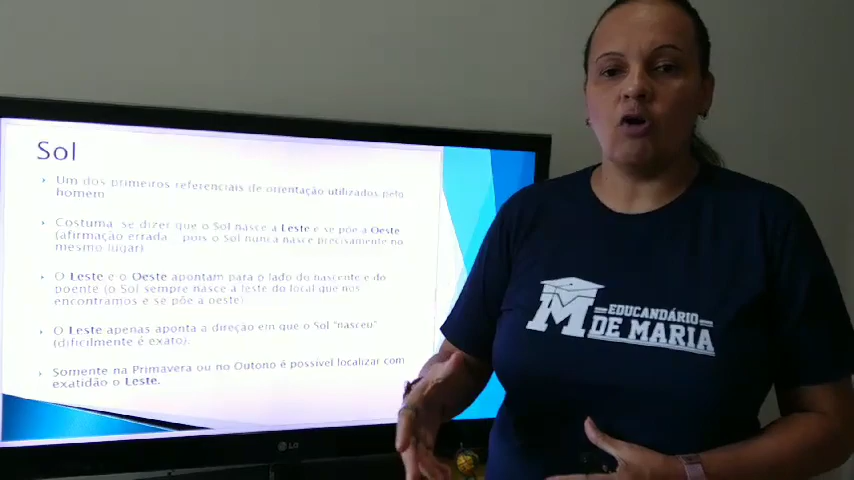 Sol
Um dos primeiros referenciais de orientação utilizados pelo
homem
Costuma-se dizer que o Sol nasce a Leste e se põe a Oeste
(afirmação errada... pois o Sol nunca nasce precisamente no
mesmo lugar)
O Leste e o Oeste apontam para o lado do nascente e do
poente (o Sol sempre nasce a leste do local que nos
encontramos e se põe a oeste)
O Leste apenas aponta a direção em que o Sol "nasceu"
(dificilmente é exato).
Somente na Primavera ou no Outono é possível localizar com
exatidão o Leste.
LG
M
EDUCANDÁRIO
DE MARIA